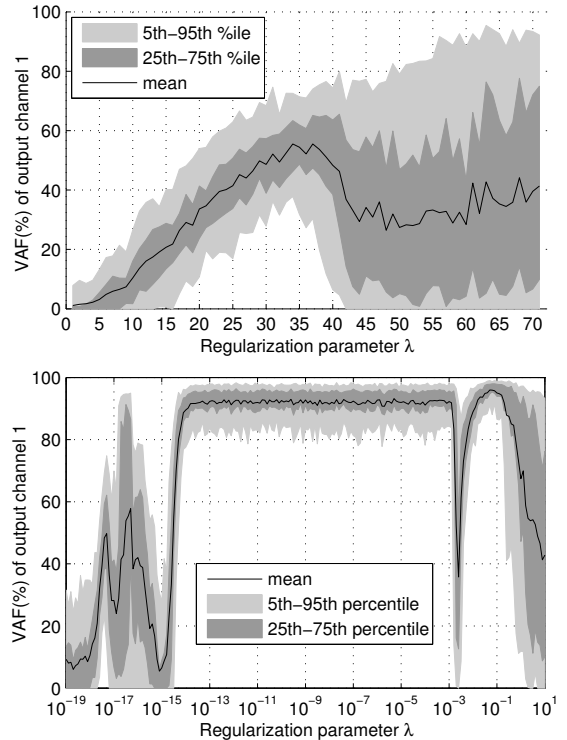 100
80
60
40
20
0
VAF(%) of output channel 1
5th−95th %ile
25th−75th %ile
mean
0 5 10 15 20 25 30 35 40 45 50 55 60 65 70
Regularization parameter λ
100
80
60
40
20
0
VAF(%) of output channel 1
mean
5th−95th percentile
25th−75th percentile
10^−19 10^−17 10^−15 10^−13 10^−11 10^−9 10^−7 10^−5 10^−3 10^−1 10^1
Regularization parameter λ